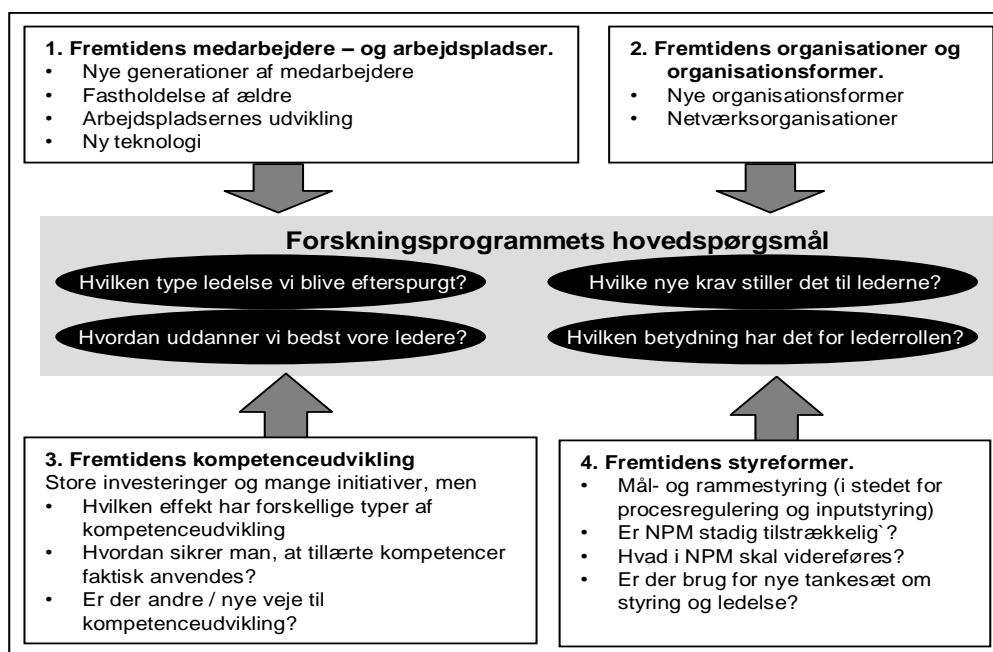 1. Fremtidens medarbejdere – og arbejdspladser.
• Nye generationer af medarbejdere
• Fastholdelse af ældre
• Arbejdspladsernes udvikling
• Ny teknologi
2. Fremtidens organisationer og
organisationsformer.
• Nye organisationsformer
• Netværksorganisationer
Forskningsprogrammets hovedspørgsmål
Hvilken type ledelse vi blive efterspurgt?
Hvilke nye krav stiller det til lederne?
Hvordan uddanner vi bedst vore ledere?
Hvilken betydning har det for lederrollen?
3. Fremtidens kompetenceudvikling
Store investeringer og mange initiativer, men
• Hvilken effekt har forskellige typer af
kompetenceudvikling
• Hvordan sikrer man, at tillærte kompetencer
faktisk anvendes?
• Er der andre / nye veje til
kompetenceudvikling?
4. Fremtidens styreformer.
• Mål- og rammestyring (i stedet for
procesregulering og inputstyring)
• Er NPM stadig tilstrækkelig`?
• Hvad i NPM skal videreføres?
• Er der brug for nye tankesæt om
styring og ledelse?